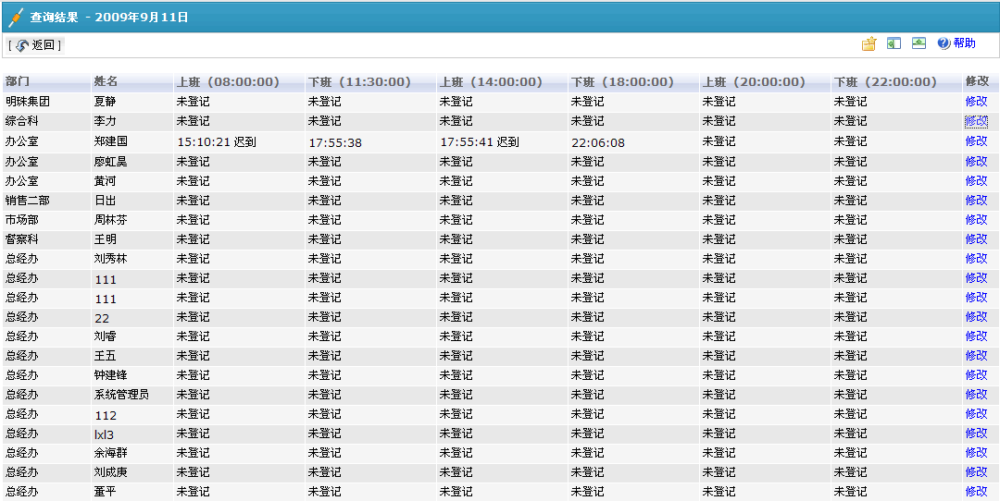 查询结果 - 2009年9月11日
[ 返回 ] 帮助
部门 姓名 上班（08:00:00） 下班（11:30:00） 上班（14:00:00） 下班（18:00:00） 上班（20:00:00） 下班（22:00:00） 修改
明珠集团 夏静 未登记 未登记 未登记 未登记 未登记 未登记 修改
综合科 李力 未登记 未登记 未登记 未登记 未登记 未登记 修改
办公室 郑建国 15:10:21 迟到 17:55:38 17:55:41 迟到 22:06:08 未登记 未登记 修改
办公室 廖虹昊 未登记 未登记 未登记 未登记 未登记 未登记 修改
办公室 黄河 未登记 未登记 未登记 未登记 未登记 未登记 修改
销售二部 日出 未登记 未登记 未登记 未登记 未登记 未登记 修改
市场部 周林芬 未登记 未登记 未登记 未登记 未登记 未登记 修改
督察科 王明 未登记 未登记 未登记 未登记 未登记 未登记 修改
总经办 刘秀林 未登记 未登记 未登记 未登记 未登记 未登记 修改
总经办 111 未登记 未登记 未登记 未登记 未登记 未登记 修改
总经办 111 未登记 未登记 未登记 未登记 未登记 未登记 修改
总经办 22 未登记 未登记 未登记 未登记 未登记 未登记 修改
总经办 刘睿 未登记 未登记 未登记 未登记 未登记 未登记 修改
总经办 王五 未登记 未登记 未登记 未登记 未登记 未登记 修改
总经办 钟建锋 未登记 未登记 未登记 未登记 未登记 未登记 修改
总经办 系统管理员 未登记 未登记 未登记 未登记 未登记 未登记 修改
总经办 112 未登记 未登记 未登记 未登记 未登记 未登记 修改
总经办 lxl3 未登记 未登记 未登记 未登记 未登记 未登记 修改
总经办 余海群 未登记 未登记 未登记 未登记 未登记 未登记 修改
总经办 刘成庚 未登记 未登记 未登记 未登记 未登记 未登记 修改
总经办 董平 未登记 未登记 未登记 未登记 未登记 未登记 修改